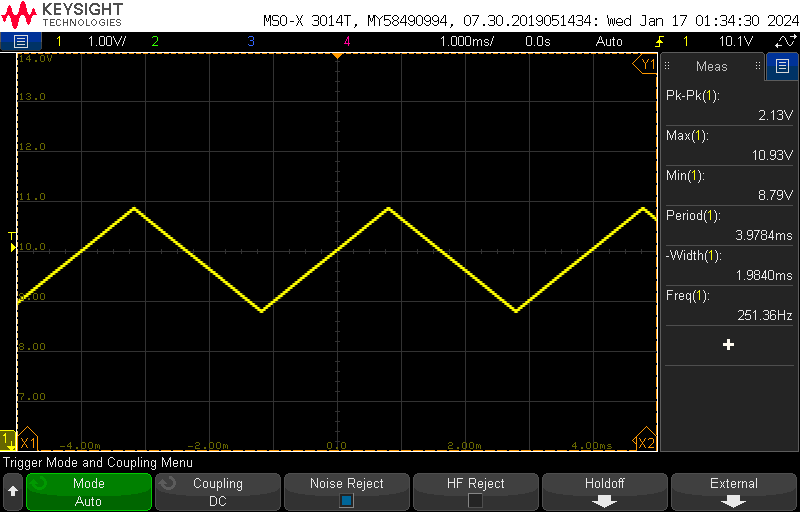 KEYSIGHT
TECHNOLOGIES
MSO-X 3014T, MY58490994, 07.30.2019051434: Wed Jan 17 01:34:30 2024
1 1.00V/ 2 3 4 1.000ms/ 0.0s Auto 1 10.1V
14.0V
13.0
12.0
11.0
10.0
9.00
8.00
7.00
T
1
Y1
X1
X2
-4.00m -2.00m 0.0 2.00m 4.00ms
Meas
Pk-Pk(1):
2.13V
Max(1):
10.93V
Min(1):
8.79V
Period(1):
3.9784ms
-Width(1):
1.9840ms
Freq(1):
251.36Hz
+
Trigger Mode and Coupling Menu
Mode
Auto
Coupling
DC
Noise Reject
HF Reject
Holdoff
External